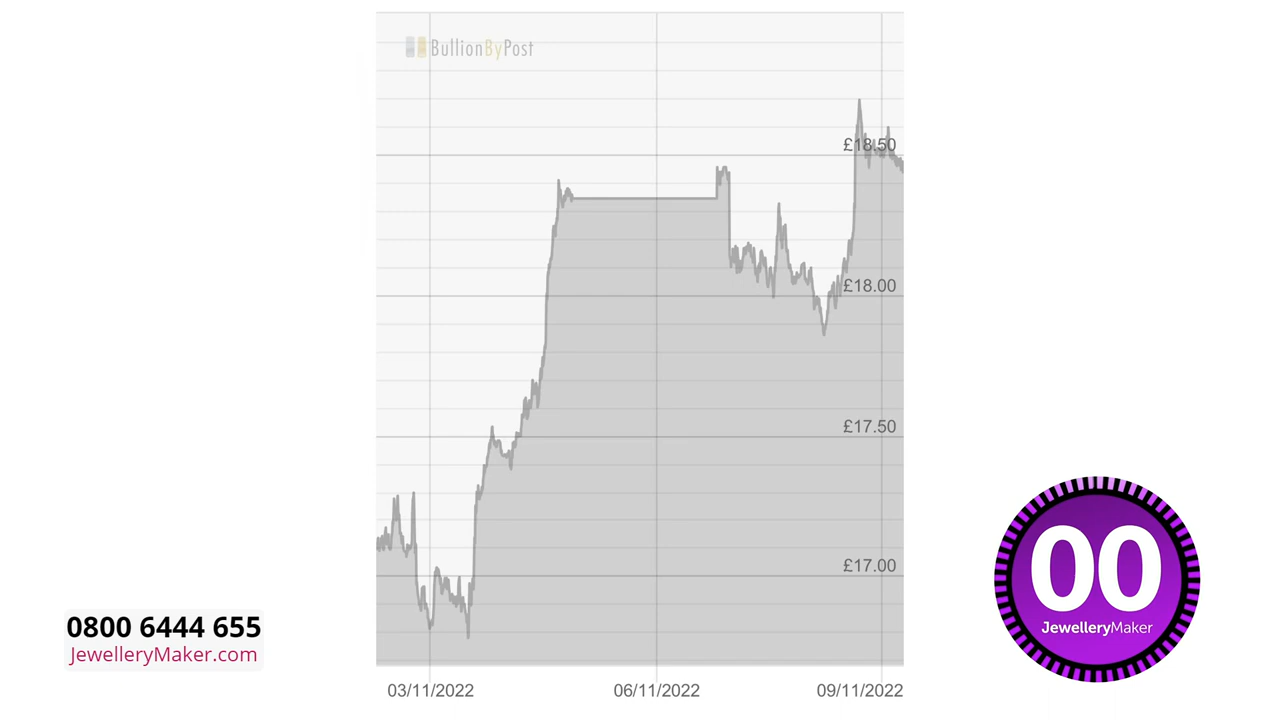 BullionByPost
£18.50
£18.00
£17.50
£17.00
03/11/2022
06/11/2022
09/11/2022
0800 6444 655
JewelleryMaker.com
00
JewelleryMaker